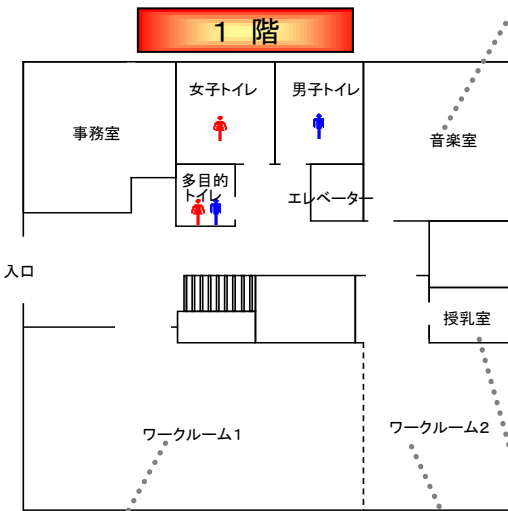 1 階
女子トイレ
男子トイレ
事務室
音楽室
多目的
トイレ
エレベーター
入口
授乳室
ワークルーム1
ワークルーム2